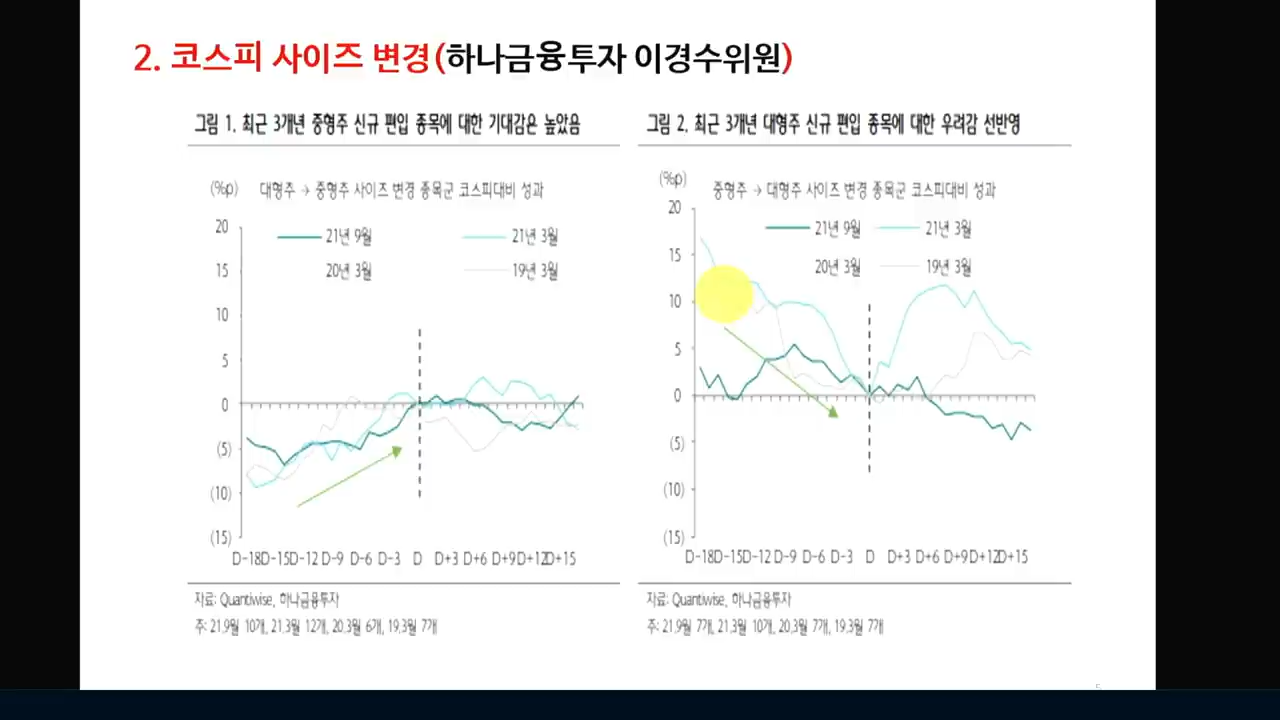 2. 코스피 사이즈 변경(하나금융투자 이경수위원)
그림 1. 최근 3개년 중형주 신규 편입 종목에 대한 기대감은 높았음
(%p)
대형주 → 중형주 사이즈 변경 종목군 코스피대비 성과
21년 9월
21년 3월
20년 3월
19년 3월
20
15
10
5
0
(5)
(10)
(15)
D-18 D-15 D-12 D-9 D-6 D-3 D D+3 D+6 D+9 D+12 D+15
자료: Quantiwise, 하나금융투자
주: 21.9월 10개, 21.3월 12개, 20.3월 6개, 19.3월 7개
그림 2. 최근 3개년 대형주 신규 편입 종목에 대한 우려감 선반영
(%p)
중형주 → 대형주 사이즈 변경 종목군 코스피대비 성과
21년 9월
21년 3월
20년 3월
19년 3월
20
15
10
5
0
(5)
(10)
(15)
D-18 D-15 D-12 D-9 D-6 D-3 D D+3 D+6 D+9 D+12 D+15
자료: Quantiwise, 하나금융투자
주: 21.9월 7개, 21.3월 10개, 20.3월 7개, 19.3월 7개
5